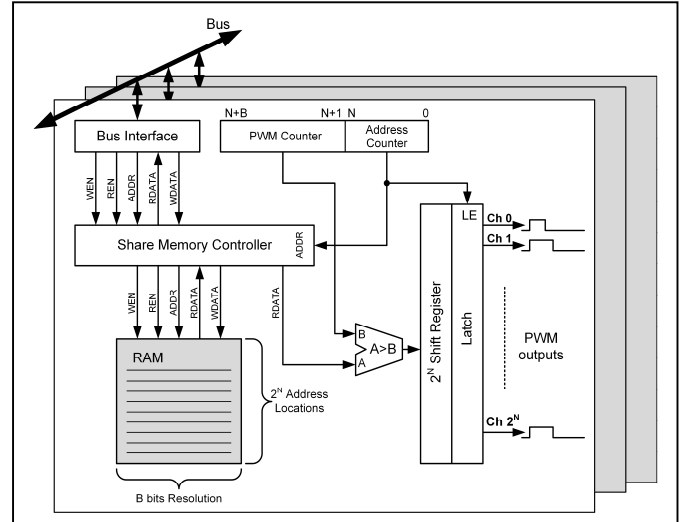 Bus
N+B
N+1 N
0
Bus Interface
PWM Counter
Address
Counter
WEN
REN
ADDR
RDATA
WDATA
LE
Ch 0
Ch 1
Share Memory Controller
ADDR
WEN
REN
ADDR
RDATA
WDATA
RDATA
B
A>B
A
2^N Shift Register
Latch
PWM
outputs
RAM
2^N Address
Locations
Ch 2^N
B bits Resolution